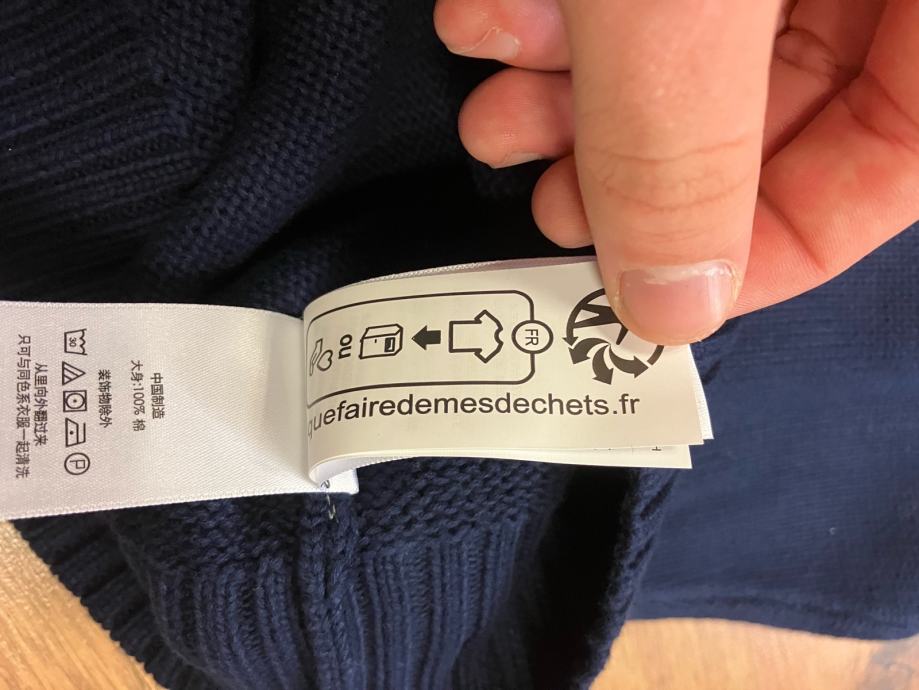 FR
ou
quefairedemesdechets.fr
中国制造
大身:100% 棉
装饰物除外
30
P
从里向外翻过来
只可与同色系衣服一起清洗